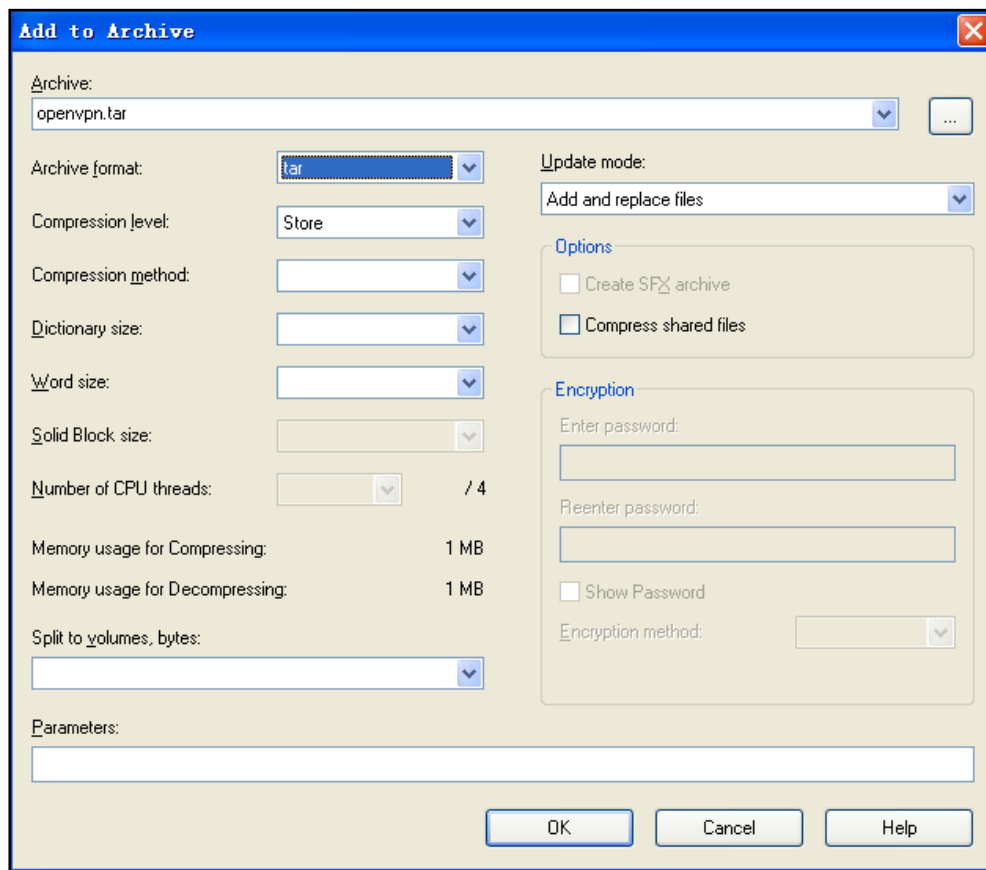 Add to Archive
Archive:
openvpn.tar
...
Archive format:
tar
Update mode:
Add and replace files
Compression level:
Store
Options
Create SFX archive
Compress shared files
Compression method:
Dictionary size:
Word size:
Encryption
Enter password:
Solid Block size:
Number of CPU threads:
/ 4
Reenter password:
Memory usage for Compressing:
1 MB
Memory usage for Decompressing:
1 MB
Show Password
Encryption method:
Split to volumes, bytes:
Parameters:
OK
Cancel
Help